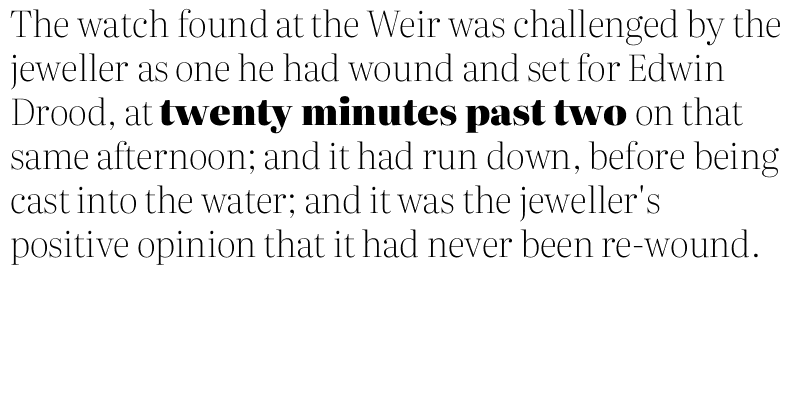 The watch found at the Weir was challenged by the
jeweller as one he had wound and set for Edwin
Drood, at twenty minutes past two on that
same afternoon; and it had run down, before being
cast into the water; and it was the jeweller's
positive opinion that it had never been re-wound.